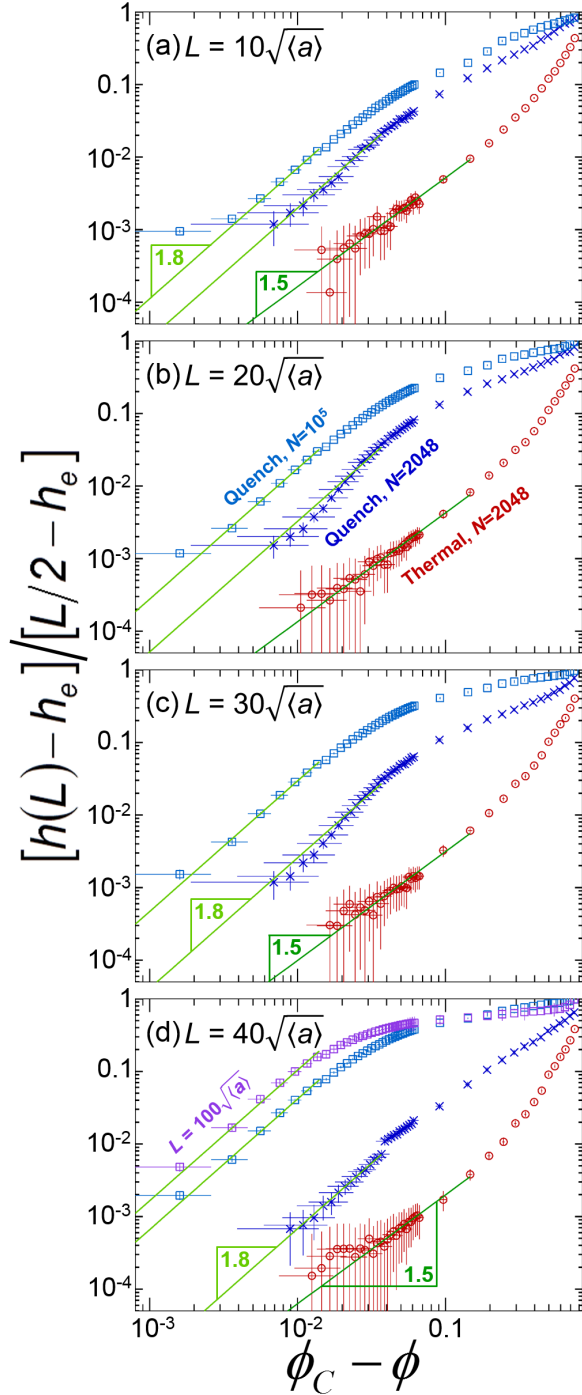 [h(L) − h_e]/[L/2 − h_e]
1
(a) L = 10√⟨a⟩
0.1
10⁻²
10⁻³
1.8
1.5
10⁻⁴
1
(b) L = 20√⟨a⟩
0.1
Quench, N=10⁵
Quench, N=2048
Thermal, N=2048
10⁻²
10⁻³
10⁻⁴
1
(c) L = 30√⟨a⟩
0.1
10⁻²
10⁻³
1.8
1.5
10⁻⁴
1
(d) L = 40√⟨a⟩
0.1
L = 100√⟨a⟩
10⁻²
10⁻³
1.8
1.5
10⁻⁴
10⁻³ 10⁻² 0.1
ϕ_C − ϕ